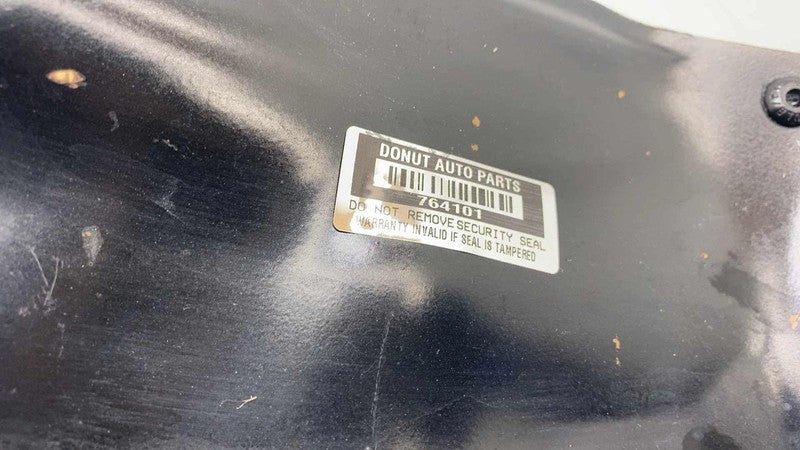 DONUT AUTO PARTS
764101
DO NOT REMOVE SECURITY SEAL
WARRANTY INVALID IF SEAL IS TAMPERED